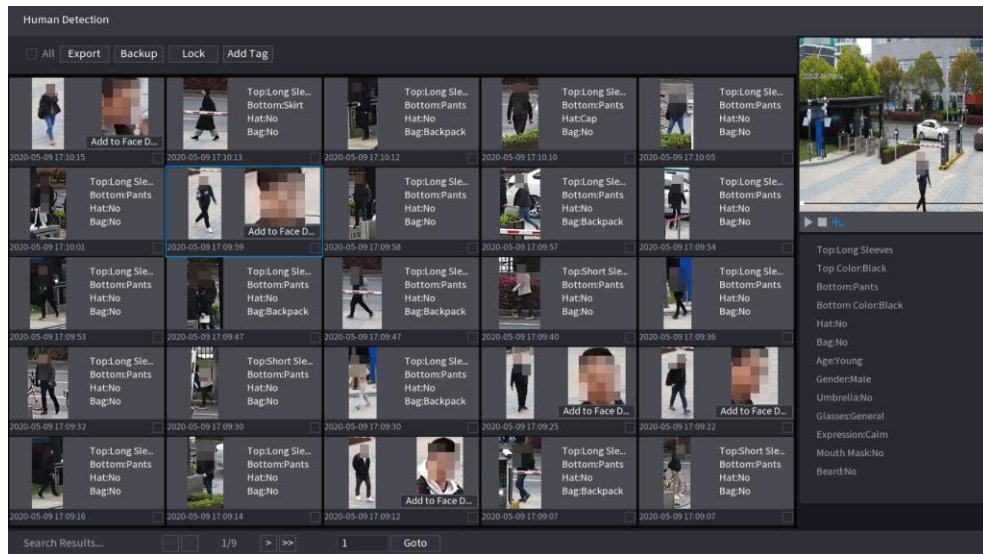 Human Detection
All Export Backup Lock Add Tag
Add to Face D...
2020-05-09 17:10:15
Top:Long Sle...
Bottom:Skirt
Hat:No
Bag:No
2020-05-09 17:10:13
Top:Long Sle...
Bottom:Pants
Hat:No
Bag:Backpack
2020-05-09 17:10:12
Top:Long Sle...
Bottom:Pants
Hat:Cap
Bag:No
2020-05-09 17:10:10
Top:Long Sle...
Bottom:Pants
Hat:No
Bag:No
2020-05-09 17:10:05
Top:Long Sle...
Bottom:Pants
Hat:No
Bag:No
2020-05-09 17:10:01
Add to Face D...
2020-05-09 17:09:59
Top:Long Sle...
Bottom:Pants
Hat:No
Bag:No
2020-05-09 17:09:58
Top:Long Sle...
Bottom:Pants
Hat:No
Bag:Backpack
2020-05-09 17:09:57
Top:Long Sle...
Bottom:Pants
Hat:No
Bag:No
2020-05-09 17:09:54
Top:Long Sle...
Bottom:Pants
Hat:No
Bag:No
2020-05-09 17:09:53
Top:Long Sle...
Bottom:Pants
Hat:No
Bag:Backpack
2020-05-09 17:09:47
Top:Long Sle...
Bottom:Pants
Hat:No
Bag:Backpack
2020-05-09 17:09:47
Top:Short Sle...
Bottom:Pants
Hat:No
Bag:No
2020-05-09 17:09:40
Top:Long Sle...
Bottom:Pants
Hat:No
Bag:No
2020-05-09 17:09:36
Top:Long Sle...
Bottom:Pants
Hat:No
Bag:No
2020-05-09 17:09:32
Top:Short Sle...
Bottom:Pants
Hat:No
Bag:No
2020-05-09 17:09:30
Top:Long Sle...
Bottom:Pants
Hat:No
Bag:Backpack
2020-05-09 17:09:30
Add to Face D...
2020-05-09 17:09:25
Add to Face D...
2020-05-09 17:09:22
Top:Long Sle...
Bottom:Pants
Hat:No
Bag:No
2020-05-09 17:09:16
Top:Long Sle...
Bottom:Pants
Hat:No
Bag:No
2020-05-09 17:09:14
Add to Face D...
2020-05-09 17:09:12
Top:Long Sle...
Bottom:Pants
Hat:No
Bag:Backpack
2020-05-09 17:09:07
Top:Short Sle...
Bottom:Pants
Hat:No
Bag:No
2020-05-09 17:09:07
Top:Long Sleeves
Top Color:Black
Bottom:Pants
Bottom Color:Black
Hat:No
Bag:No
Age:Young
Gender:Male
Umbrella:No
Glasses:General
Expression:Calm
Mouth Mask:No
Beard:No
Search Results... 1/9 > >> 1 Goto